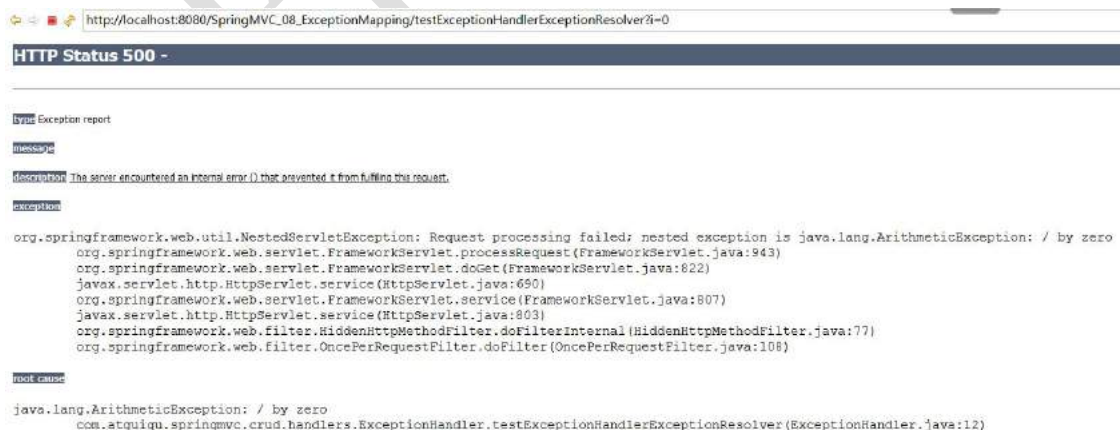 http://localhost:8080/SpringMVC_08_ExceptionMapping/testExceptionHandlerExceptionResolver?i=0
HTTP Status 500 -
type Exception report
message
description The server encountered an internal error () that prevented it from fulfilling this request.
exception
org.springframework.web.util.NestedServletException: Request processing failed; nested exception is java.lang.ArithmeticException: / by zero
org.springframework.web.servlet.FrameworkServlet.processRequest(FrameworkServlet.java:943)
org.springframework.web.servlet.FrameworkServlet.doGet(FrameworkServlet.java:822)
javax.servlet.http.HttpServlet.service(HttpServlet.java:690)
org.springframework.web.servlet.FrameworkServlet.service(FrameworkServlet.java:807)
javax.servlet.http.HttpServlet.service(HttpServlet.java:803)
org.springframework.web.filter.HiddenHttpMethodFilter.doFilterInternal(HiddenHttpMethodFilter.java:77)
org.springframework.web.filter.OncePerRequestFilter.doFilter(OncePerRequestFilter.java:108)
root cause
java.lang.ArithmeticException: / by zero
com.atguigu.springmvc.crud.handlers.ExceptionHandler.testExceptionHandlerExceptionResolver(ExceptionHandler.java:12)